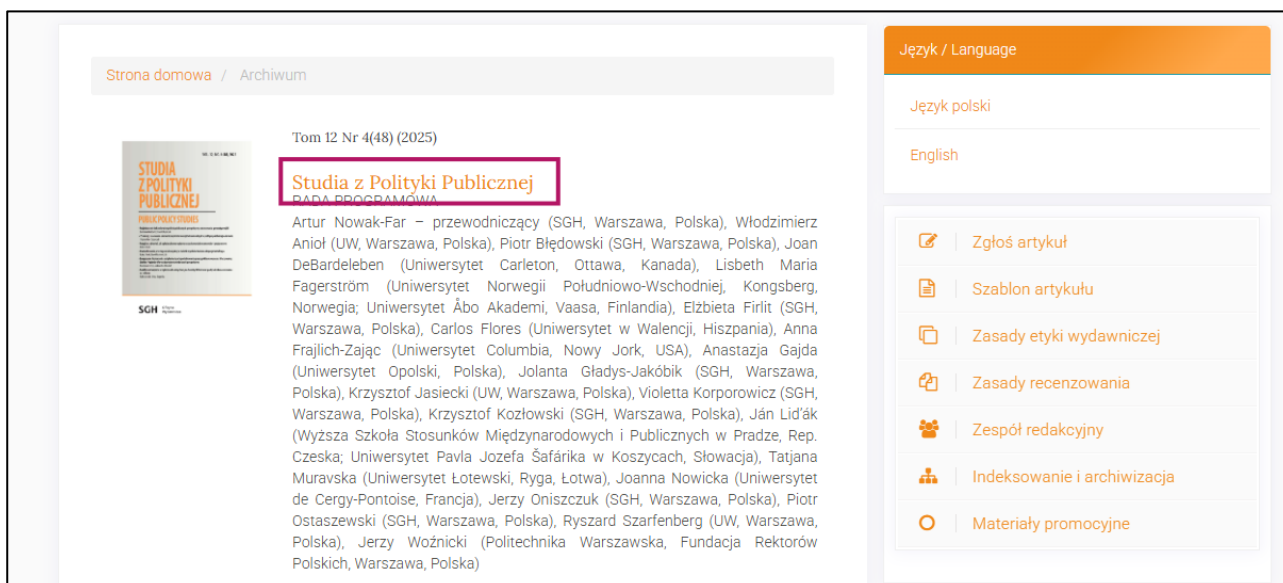 Strona domowa / Archiwum
STUDIA
Z POLITYKI
PUBLICZNEJ
PUBLIC POLICY STUDIES
SGH
Tom 12 Nr 4(48) (2025)
Studia z Polityki Publicznej
RADA PROGRAMOWA
Artur Nowak-Far – przewodniczący (SGH, Warszawa, Polska), Włodzimierz
Anioł (UW, Warszawa, Polska), Piotr Błędowski (SGH, Warszawa, Polska), Joan
DeBardeleben (Uniwersytet Carleton, Ottawa, Kanada), Lisbeth Maria
Fagerström (Uniwersytet Norwegii Południowo-Wschodniej, Kongsberg,
Norwegia; Uniwersytet Åbo Akademi, Vaasa, Finlandia), Elżbieta Firlit (SGH,
Warszawa, Polska), Carlos Flores (Uniwersytet w Walencji, Hiszpania), Anna
Frajlich-Zając (Uniwersytet Columbia, Nowy Jork, USA), Anastazja Gajda
(Uniwersytet Opolski, Polska), Jolanta Gładys-Jakóbik (SGH, Warszawa,
Polska), Krzysztof Jasiecki (UW, Warszawa, Polska), Violetta Korporowicz (SGH,
Warszawa, Polska), Krzysztof Kozłowski (SGH, Warszawa, Polska), Ján Liďák
(Wyższa Szkoła Stosunków Międzynarodowych i Publicznych w Pradze, Rep.
Czeska; Uniwersytet Pavla Jozefa Šafárika w Koszycach, Słowacja), Tatjana
Muravska (Uniwersytet Łotewski, Ryga, Łotwa), Joanna Nowicka (Uniwersytet
de Cergy-Pontoise, Francja), Jerzy Oniszczuk (SGH, Warszawa, Polska), Piotr
Ostaszewski (SGH, Warszawa, Polska), Ryszard Szarfenberg (UW, Warszawa,
Polska), Jerzy Woźnicki (Politechnika Warszawska, Fundacja Rektorów
Polskich, Warszawa, Polska)
Język / Language
Język polski
English
Zgłoś artykuł
Szablon artykułu
Zasady etyki wydawniczej
Zasady recenzowania
Zespół redakcyjny
Indeksowanie i archiwizacja
Materiały promocyjne